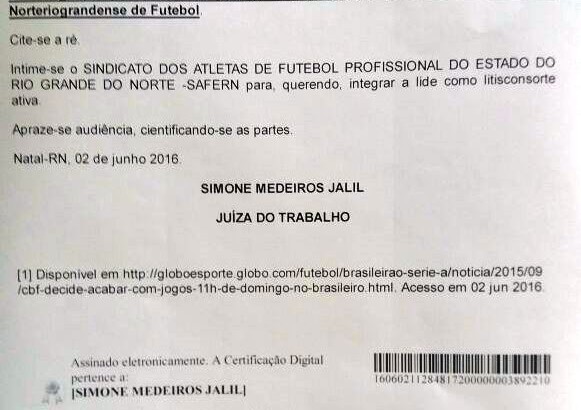 Norteriograndense de Futebol.
Cite-se a ré.
Intime-se o SINDICATO DOS ATLETAS DE FUTEBOL PROFISSIONAL DO ESTADO DO
RIO GRANDE DO NORTE -SAFERN para, querendo, integrar a lide como litisconsorte
ativa.
Apraze-se audiência, cientificando-se as partes.
Natal-RN, 02 de junho 2016.
SIMONE MEDEIROS JALIL
JUÍZA DO TRABALHO
[1] Disponível em http://globoesporte.globo.com/futebol/brasileirao-serie-a/noticia/2015/09
/cbf-decide-acabar-com-jogos-11h-de-domingo-no-brasileiro.html. Acesso em 02 jun 2016.
Assinado eletronicamente. A Certificação Digital
pertence a:
[SIMONE MEDEIROS JALIL]
16060211284817200000003892210